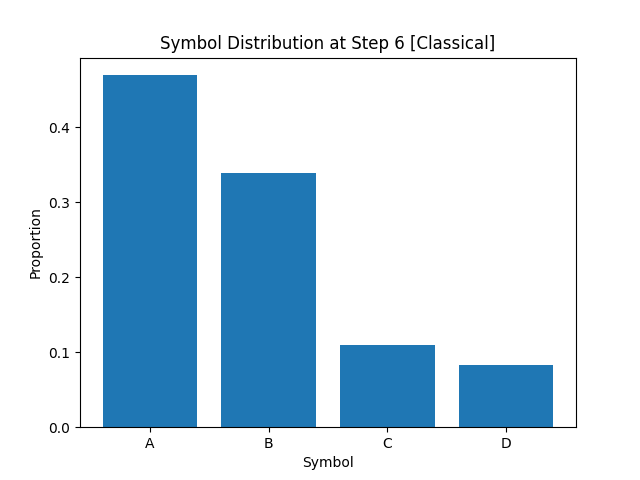 Symbol Distribution at Step 6 [Classical]
Proportion
0.4
0.3
0.2
0.1
0.0
A B C D
Symbol